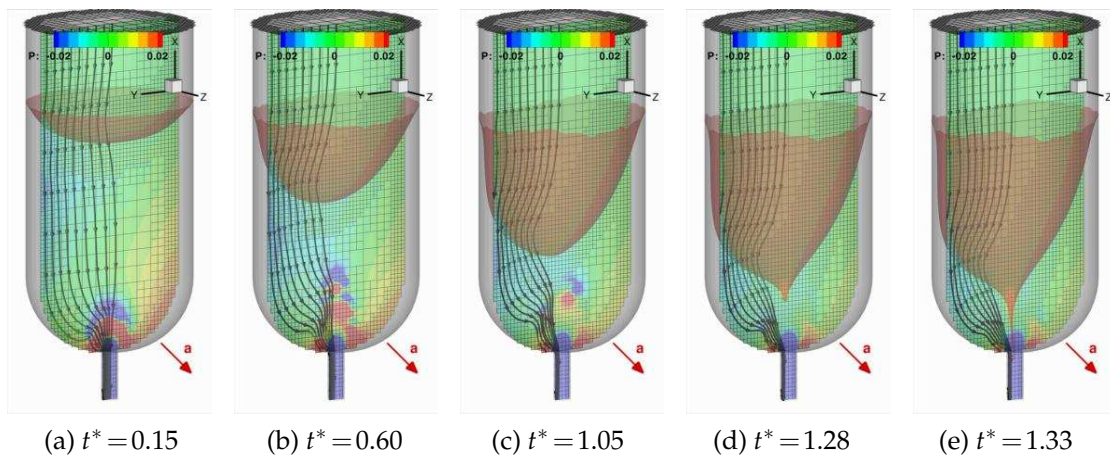 P: -0.02 0 0.02 X
Y Z
a
P: -0.02 0 0.02 X
Y Z
a
P: -0.02 0 0.02 X
Y Z
a
P: -0.02 0 0.02 X
Y Z
a
P: -0.02 0 0.02 X
Y Z
a
(a) t* = 0.15 (b) t* = 0.60 (c) t* = 1.05 (d) t* = 1.28 (e) t* = 1.33